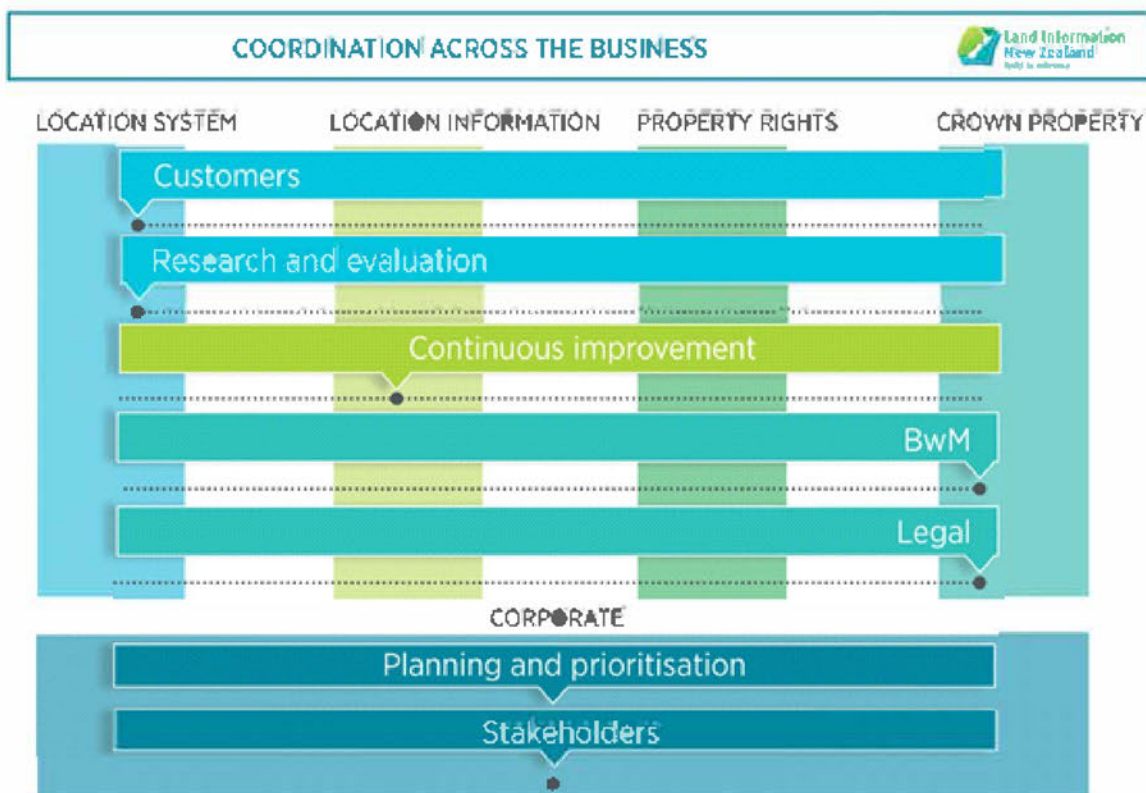 COORDINATION ACROSS THE BUSINESS
Land Information
New Zealand
LOCATION SYSTEM
LOCATION INFORMATION
PROPERTY RIGHTS
CROWN PROPERTY
Customers
Research and evaluation
Continuous improvement
BwM
Legal
CORPORATE
Planning and prioritisation
Stakeholders